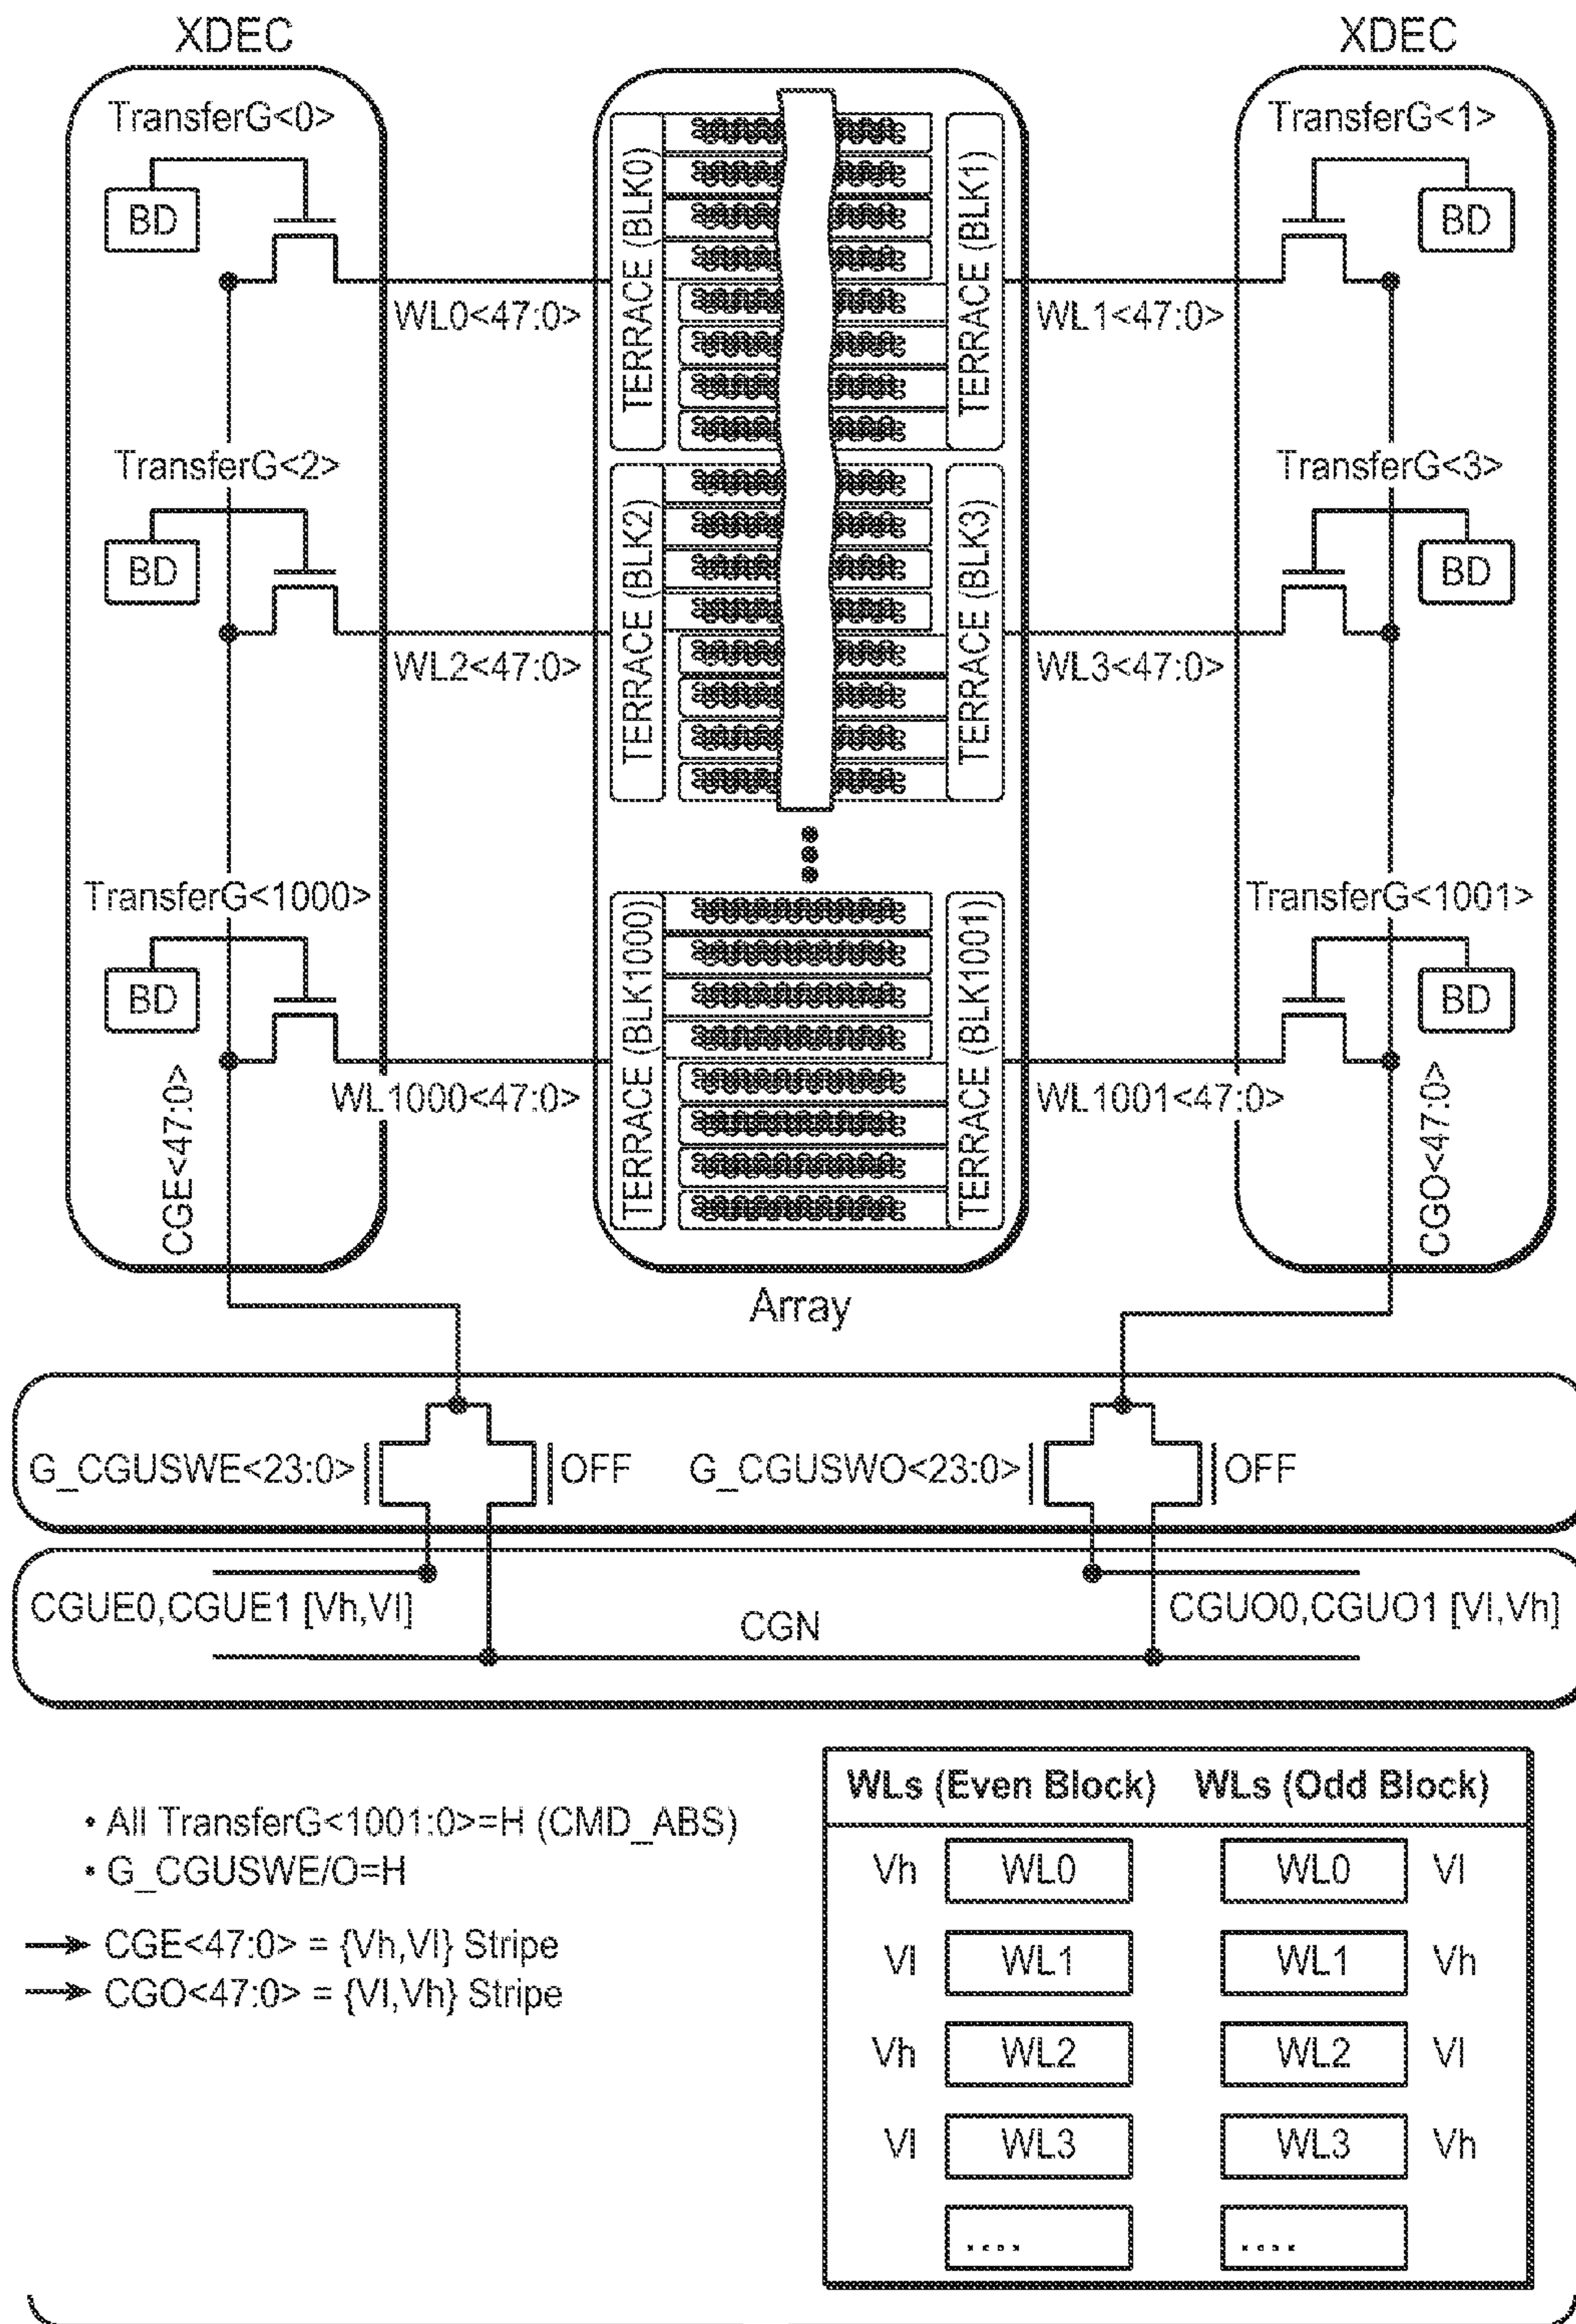 XDEC
XDEC
TransferG<0>
TransferG<1>
BD
BD
TERRACE (BLK0)
TERRACE (BLK1)
WL0<47:0>
WL1<47:0>
TransferG<2>
TransferG<3>
BD
BD
TERRACE (BLK2)
TERRACE (BLK3)
WL2<47:0>
WL3<47:0>
TransferG<1000>
TransferG<1001>
BD
BD
TERRACE (BLK1000)
TERRACE (BLK1001)
WL1000<47:0>
WL1001<47:0>
CGE<47:0>
CGO<47:0>
Array
G_CGUSWE<23:0>
OFF
G_CGUSWO<23:0>
OFF
CGUE0,CGUE1 [Vh,Vl]
CGN
CGUO0,CGUO1 [Vl,Vh]
• All TransferG<1001:0>=H (CMD_ABS)
• G_CGUSWE/O=H
→ CGE<47:0> = {Vh,Vl} Stripe
→ CGO<47:0> = {Vl,Vh} Stripe
WLs (Even Block) WLs (Odd Block)
Vh WL0 WL0 Vl
Vl WL1 WL1 Vh
Vh WL2 WL2 Vl
Vl WL3 WL3 Vh
.... ....